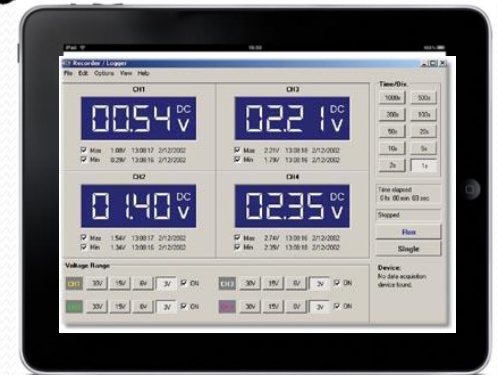 iPad
16:50
Recorder / Logger
File Edit Options View Help
CH1
00.54 DC V
Max 1.08V 13:08:17 2/12/2002
Min 0.29V 13:08:16 2/12/2002
CH3
02.21 DC V
Max 2.21V 13:08:18 2/12/2002
Min 1.79V 13:08:16 2/12/2002
CH2
01.40 DC V
Max 1.54V 13:08:17 2/12/2002
Min 1.34V 13:08:16 2/12/2002
CH4
02.35 DC V
Max 2.74V 13:08:16 2/12/2002
Min 2.35V 13:08:18 2/12/2002
Voltage Range
CH1 30V 15V 6V 3V ON
CH3 30V 15V 6V 3V ON
30V 15V 6V 3V ON
30V 15V 6V 3V ON
Time/Div.
1000s 500s
200s 100s
50s 20s
10s 5s
2s 1s
Time elapsed
0 hr. 00 min. 03 sec.
Stopped
Run
Single
Device:
No data acquisition
device found.